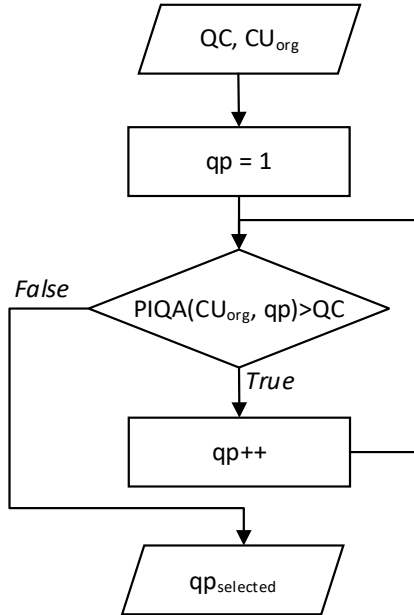 QC, CU_org
qp = 1
False
PIQA(CU_org, qp)>QC
True
qp++
qp_selected